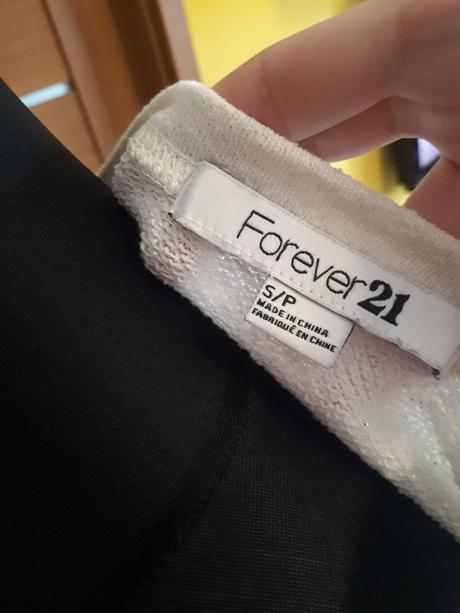 Forever21
S/P
MADE IN CHINA
FABRIQUÉ EN CHINE